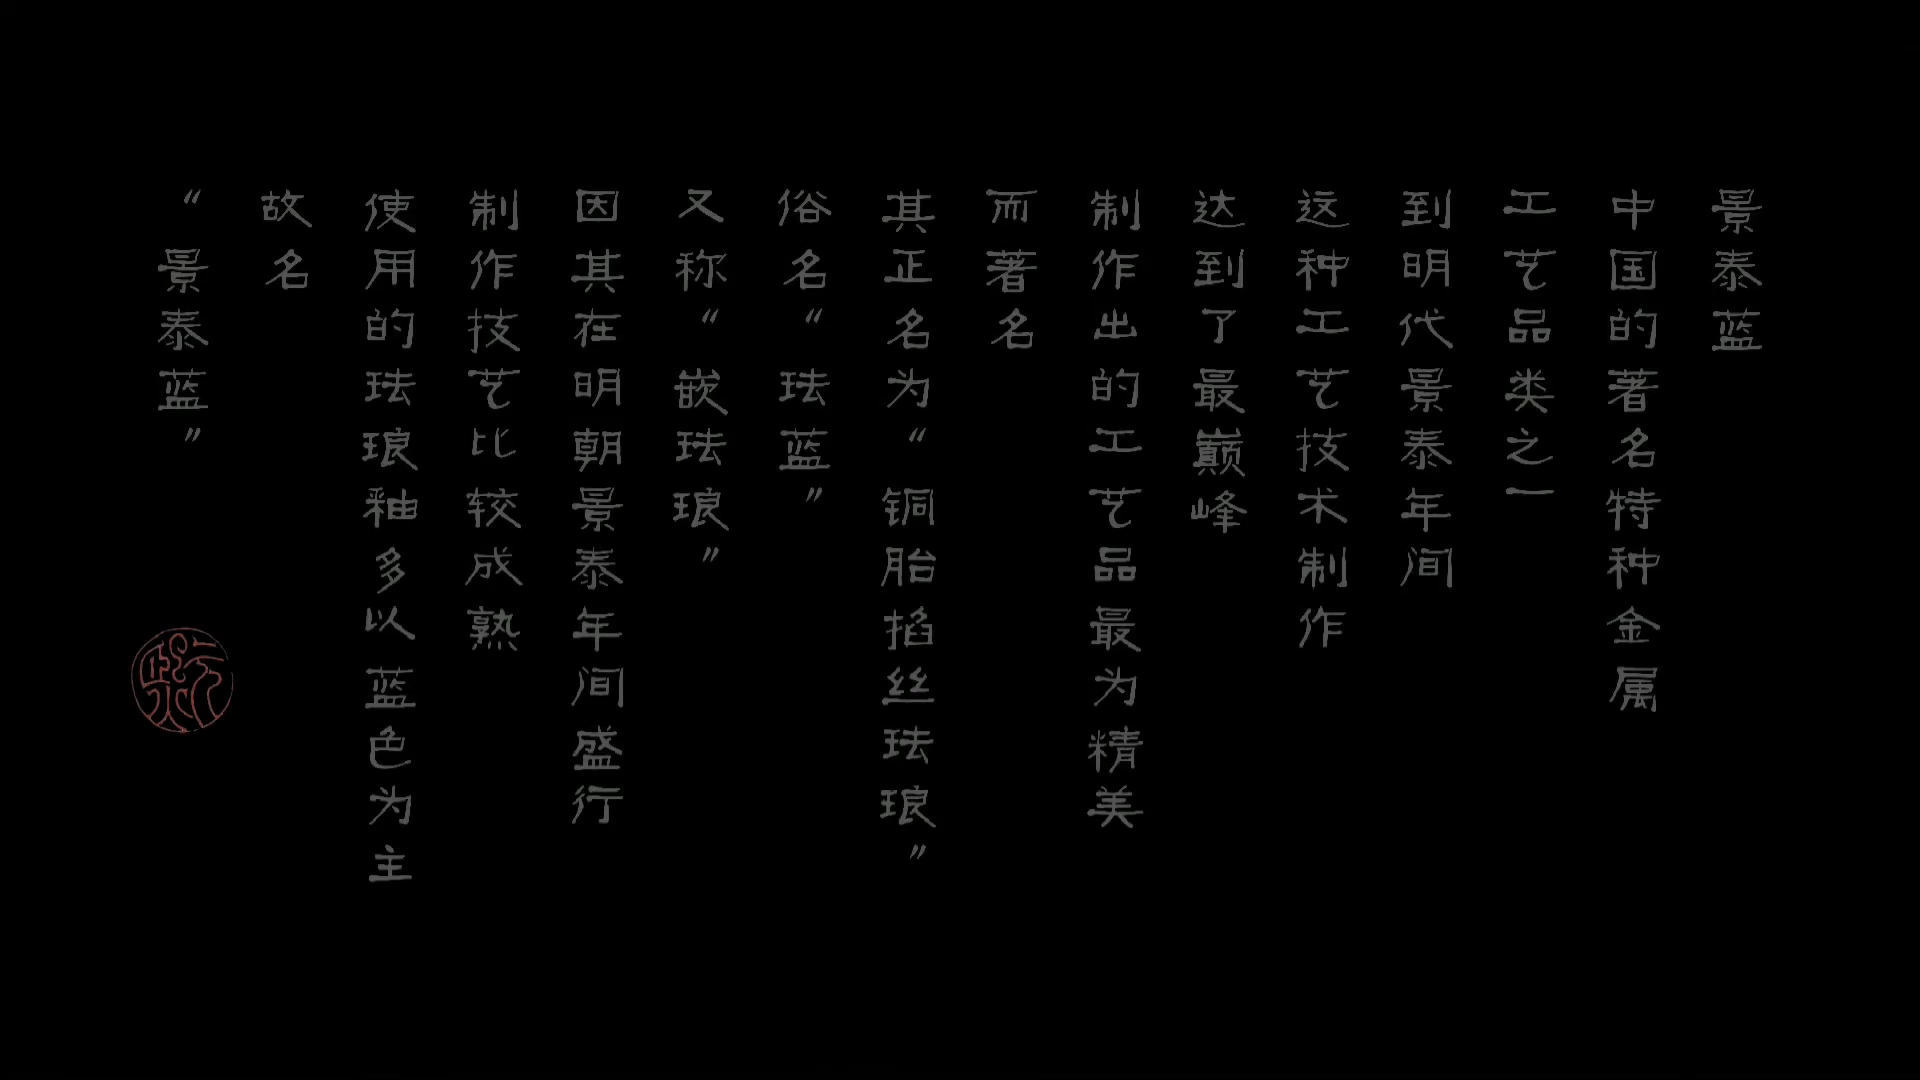 景泰蓝
中国的著名特种金属
工艺品类之一
到明代景泰年间
这种工艺技术制作
达到了最巅峰
制作出的工艺品最为精美
而著名
其正名为“铜胎掐丝珐琅”
俗名“珐蓝”
又称“嵌珐琅”
因其在明朝景泰年间盛行
制作技艺比较成熟
使用的珐琅釉多以蓝色为主
故名
“景泰蓝”